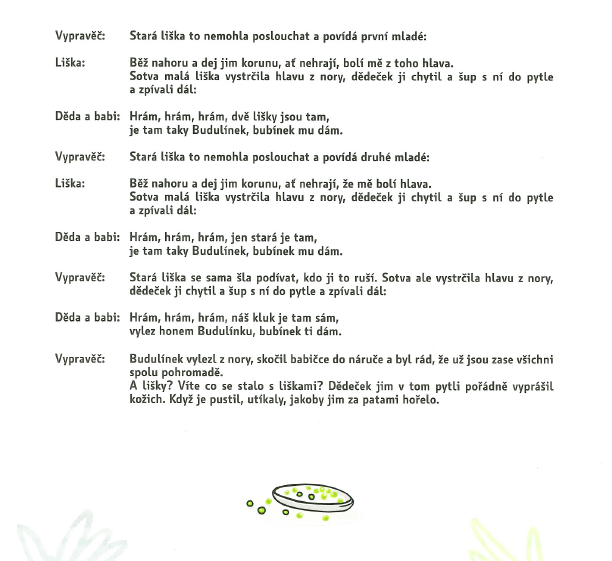 Vypravěč: Stará liška to nemohla poslouchat a povídá první mladé:
Liška: Běž nahoru a dej jim korunu, ať nehrají, bolí mě z toho hlava.
Sotva malá liška vystrčila hlavu z nory, dědeček ji chytil a šup s ní do pytle
a zpívali dál:
Děda a babi: Hrám, hrám, hrám, dvě lišky jsou tam,
je tam taky Budulínek, bubínek mu dám.
Vypravěč: Stará liška to nemohla poslouchat a povídá druhé mladé:
Liška: Běž nahoru a dej jim korunu, ať nehrají, že mě bolí hlava.
Sotva malá liška vystrčila hlavu z nory, dědeček ji chytil a šup s ní do pytle
a zpívali dál:
Děda a babi: Hrám, hrám, hrám, jen stará je tam,
je tam taky Budulínek, bubínek mu dám.
Vypravěč: Stará liška se sama šla podívat, kdo ji to ruší. Sotva ale vystrčila hlavu z nory,
dědeček ji chytil a šup s ní do pytle a zpívali dál:
Děda a babi: Hrám, hrám, hrám, náš kluk je tam sám,
vylez honem Budulínku, bubínek ti dám.
Vypravěč: Budulínek vylezl z nory, skočil babičce do náruče a byl rád, že už jsou zase všichni
spolu pohromadě.
A lišky? Víte co se stalo s liškami? Dědeček jim v tom pytli pořádně vyprášil
kožich. Když je pustil, utíkaly, jakoby jim za patami hořelo.